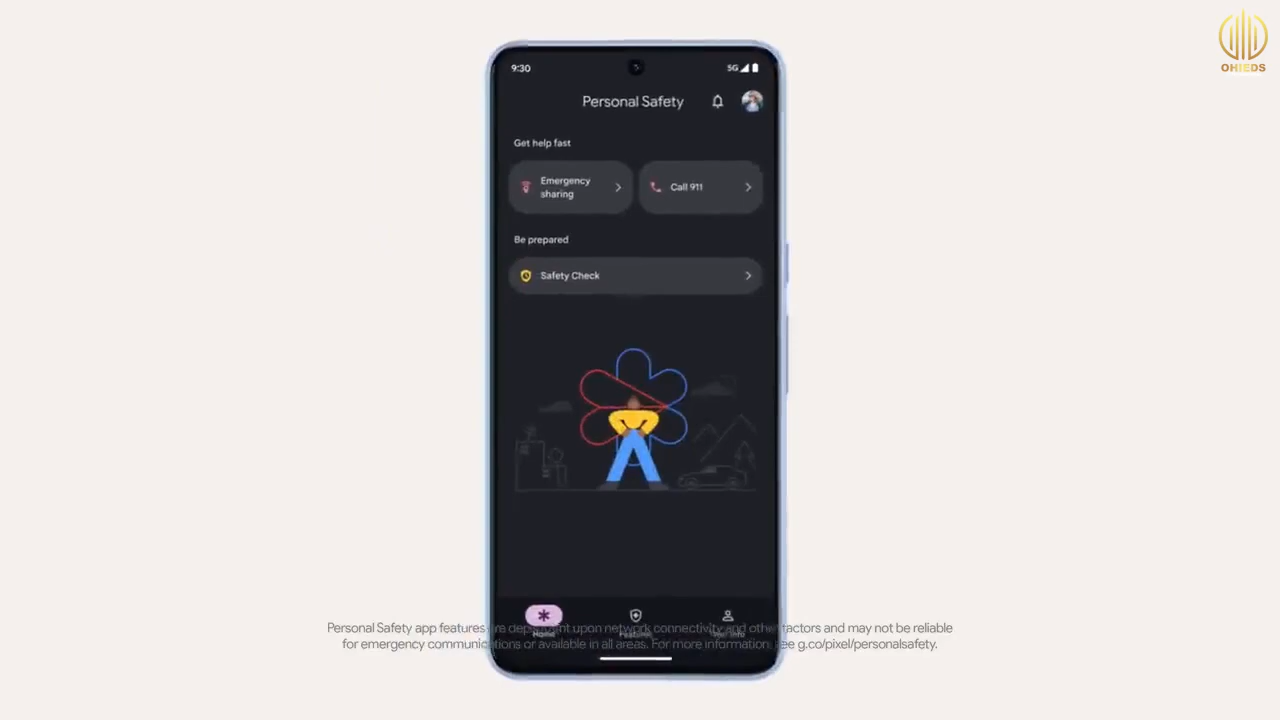 OHIEDS
9:30
5G
Personal Safety
Get help fast
Emergency
sharing
Call 911
Be prepared
Safety Check
Home
Personal Safety app features are dependant upon network connectivity and other factors and may not be reliable
for emergency communications or available in all areas. For more information, see g.co/pixel/personalsafety.